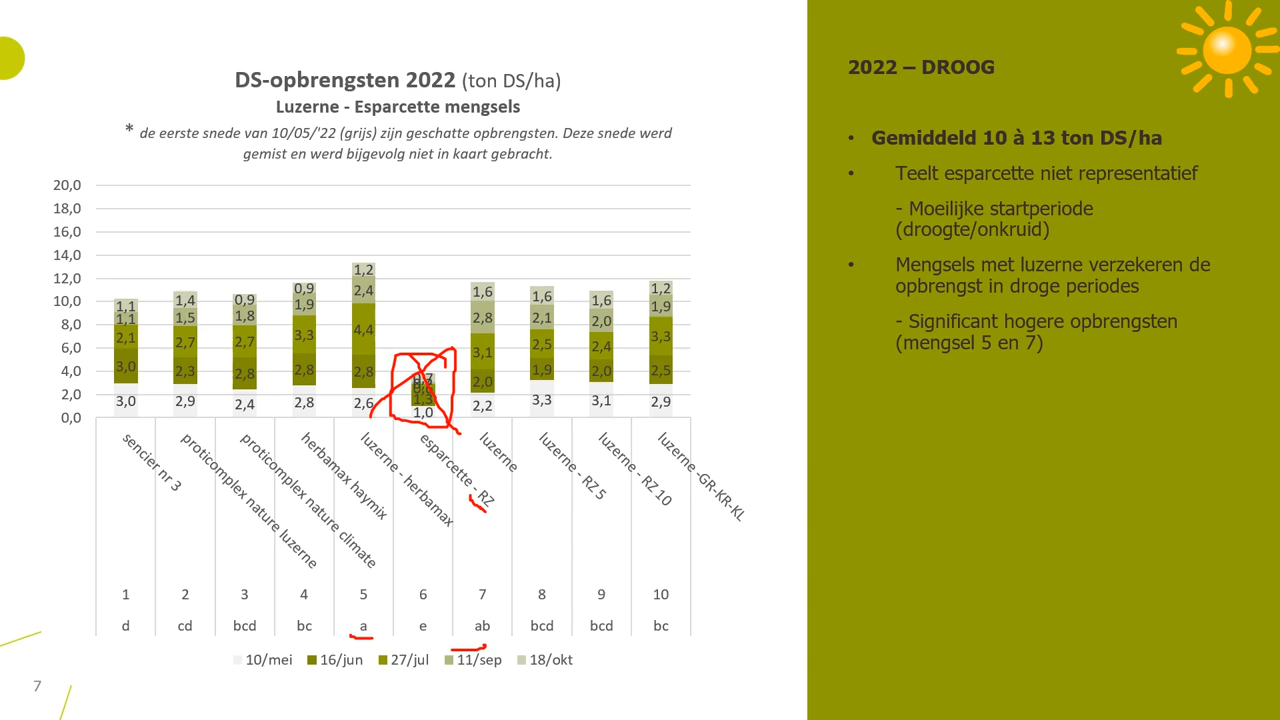 DS-opbrengsten 2022 (ton DS/ha)
Luzerne - Esparcette mengsels
* de eerste snede van 10/05/'22 (grijs) zijn geschatte opbrengsten. Deze snede werd
gemist en werd bijgevolg niet in kaart gebracht.
20,0
18,0
16,0
14,0
12,0
10,0
8,0
6,0
4,0
2,0
0,0
1,1 1,4 0,9 0,9 1,2 1,6 1,6 1,6 1,2
1,1 1,5 1,8 1,9 2,4 2,8 2,1 2,0 1,9
2,1 2,7 2,7 3,3 4,4 3,1 2,5 2,4 3,3
3,0 2,3 2,8 2,8 2,8 1,3 2,0 1,9 2,0 2,5
3,0 2,9 2,4 2,8 2,6 1,0 2,2 3,3 3,1 2,9
sencier nr 3
proticomplex nature luzerne
proticomplex nature climate
herbamax haymix
luzerne - herbamax
esparcette - RZ
luzerne
luzerne - RZ 5
luzerne - RZ 10
luzerne -GR-KR-KL
1 2 3 4 5 6 7 8 9 10
d cd bcd bc a e ab bcd bcd bc
10/mei 16/jun 27/jul 11/sep 18/okt
7
2022 – DROOG
• Gemiddeld 10 à 13 ton DS/ha
• Teelt esparcette niet representatief
- Moeilijke startperiode
(droogte/onkruid)
• Mengsels met luzerne verzekeren de
opbrengst in droge periodes
- Significant hogere opbrengsten
(mengsel 5 en 7)